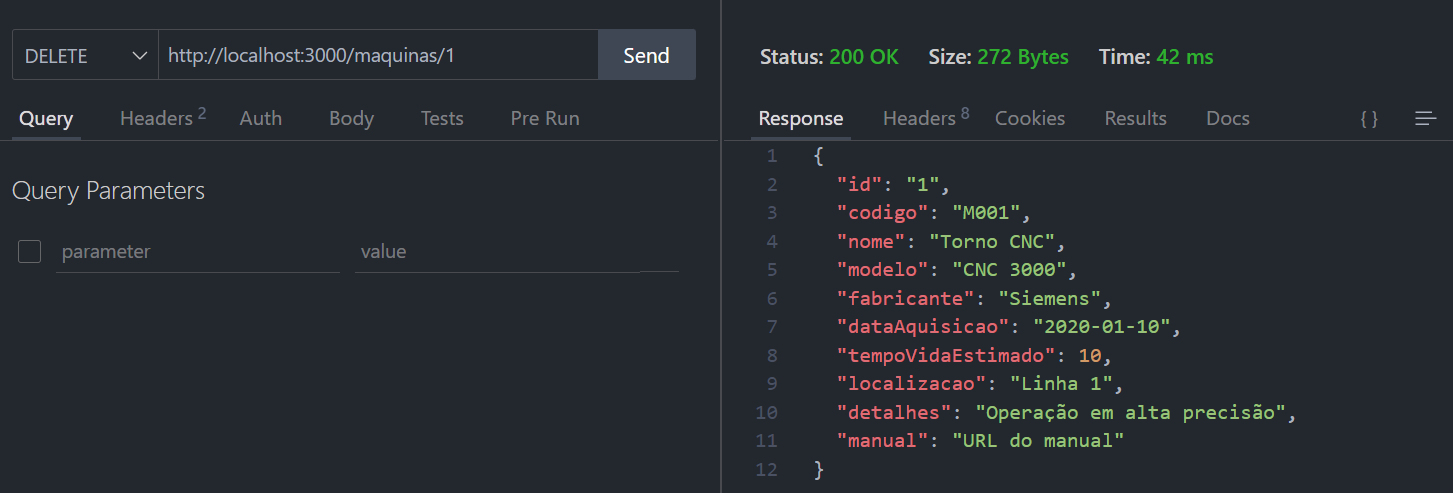 DELETE http://localhost:3000/maquinas/1 Send
Query Headers 2 Auth Body Tests Pre Run
Query Parameters
parameter value
Status: 200 OK Size: 272 Bytes Time: 42 ms
Response Headers 8 Cookies Results Docs { }
1 {
2 "id": "1",
3 "codigo": "M001",
4 "nome": "Torno CNC",
5 "modelo": "CNC 3000",
6 "fabricante": "Siemens",
7 "dataAquisicao": "2020-01-10",
8 "tempoVidaEstimado": 10,
9 "localizacao": "Linha 1",
10 "detalhes": "Operação em alta precisão",
11 "manual": "URL do manual"
12 }